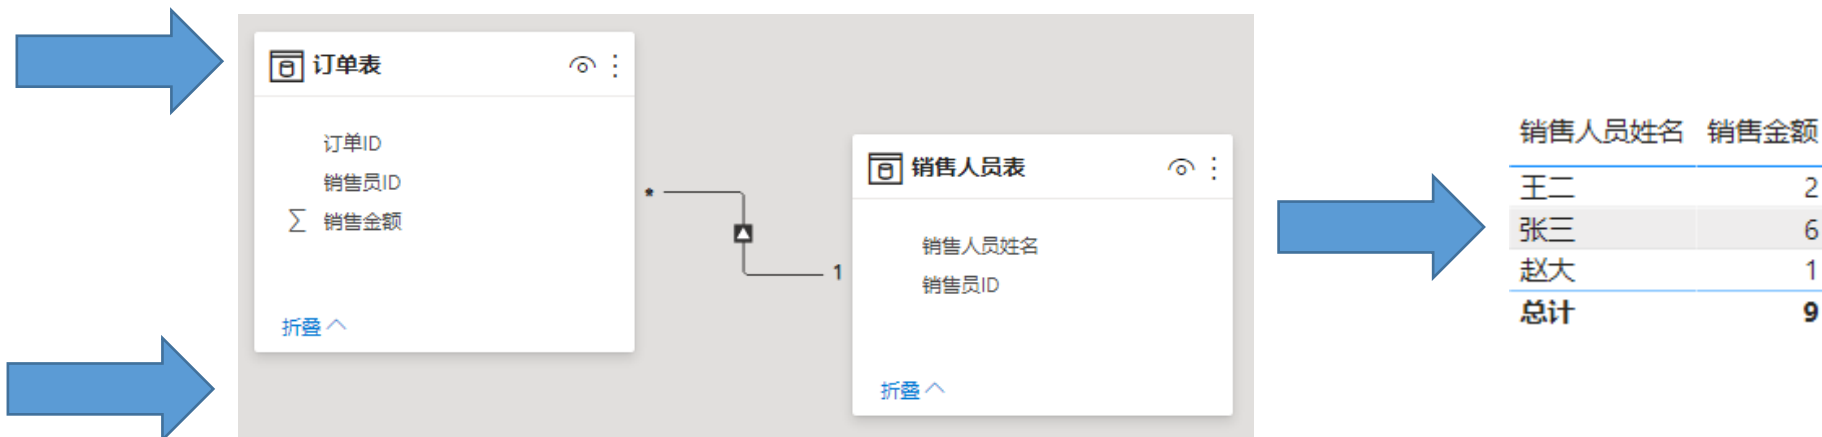 订单表
订单ID
销售员ID
∑ 销售金额
折叠
* 
1
销售人员表
销售人员姓名
销售员ID
折叠
销售人员姓名 销售金额
王二 2
张三 6
赵大 1
总计 9